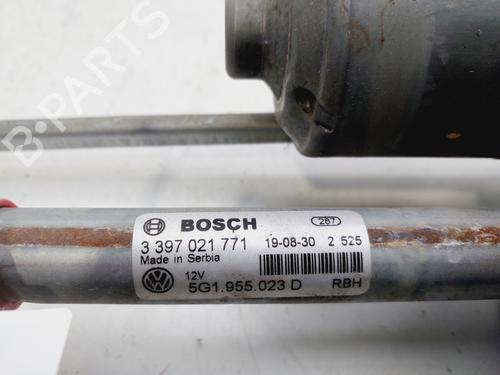 B-PARTS
BOSCH 287
3 397 021 771 19-08-30 2 525
Made in Serbia
12V
5G1.955.023 D RBH